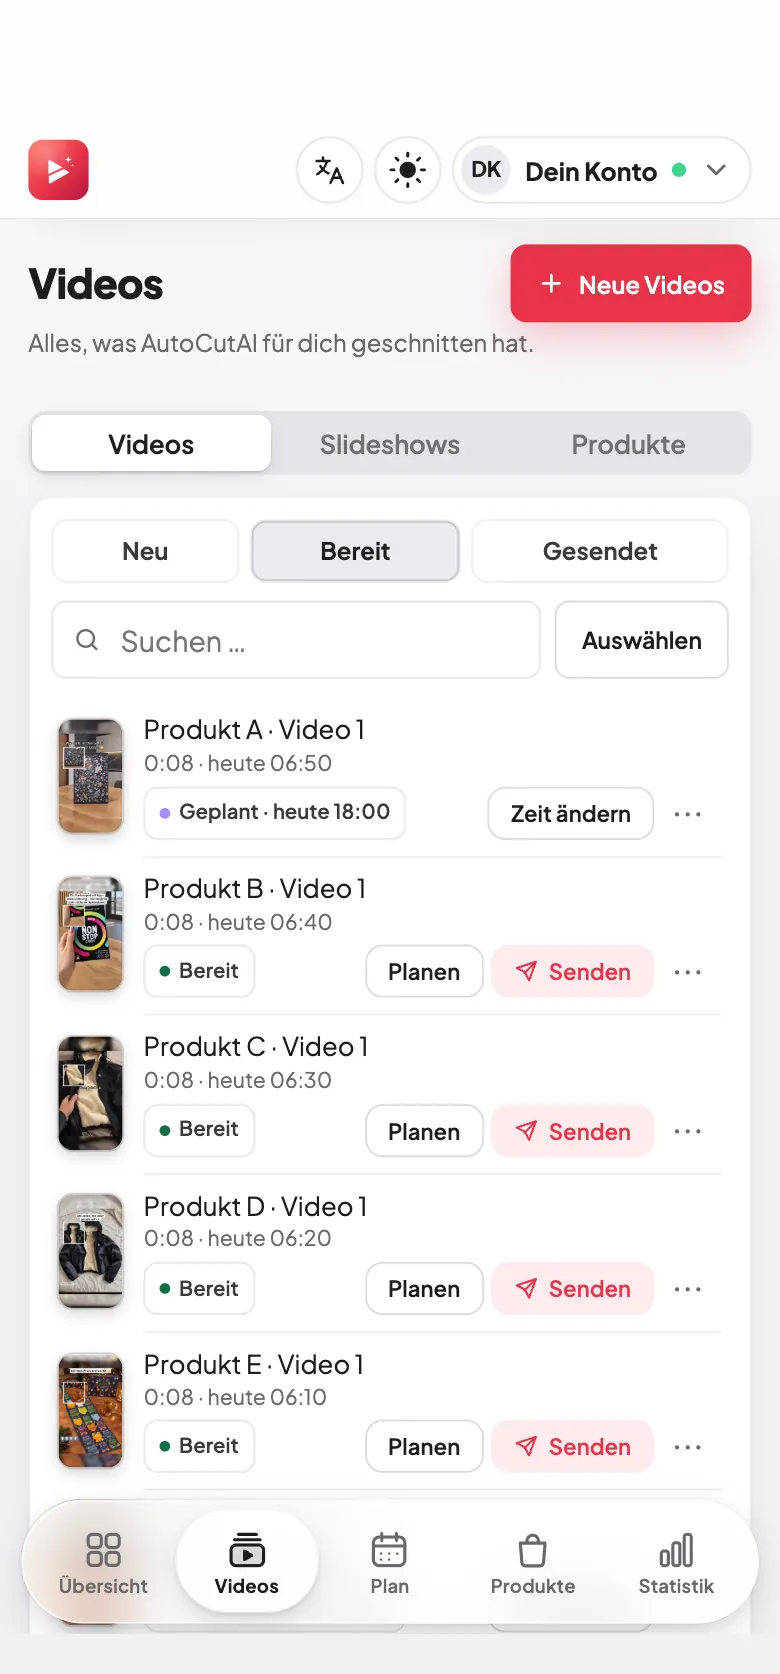 DK Dein Konto
Videos
+ Neue Videos
Alles, was AutoCutAI für dich geschnitten hat.
Videos Slideshows Produkte
Neu Bereit Gesendet
Suchen ... Auswählen
Produkt A · Video 1
0:08 · heute 06:50
Geplant · heute 18:00 Zeit ändern ...
Produkt B · Video 1
0:08 · heute 06:40
NON STOP
Bereit Planen Senden ...
Produkt C · Video 1
0:08 · heute 06:30
Bereit Planen Senden ...
Produkt D · Video 1
0:08 · heute 06:20
Bereit Planen Senden ...
Produkt E · Video 1
0:08 · heute 06:10
Bereit Planen Senden ...
Übersicht Videos Plan Produkte Statistik